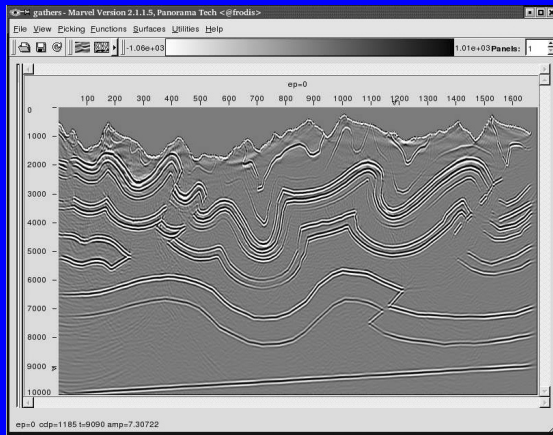 gathers - Marvel Version 2.1.1.5, Panorama Tech <@frodis>
File View Picking Functions Surfaces Utilities Help
-1.06e+03 1.01e+03 Panels: 1
ep=0
100 200 300 400 500 600 700 800 900 1000 1100 1200 1300 1400 1500 1600
0
1000
2000
3000
4000
5000
6000
7000
8000
9000
10000
ep=0 cdp=1185 t=9090 amp=7.30722